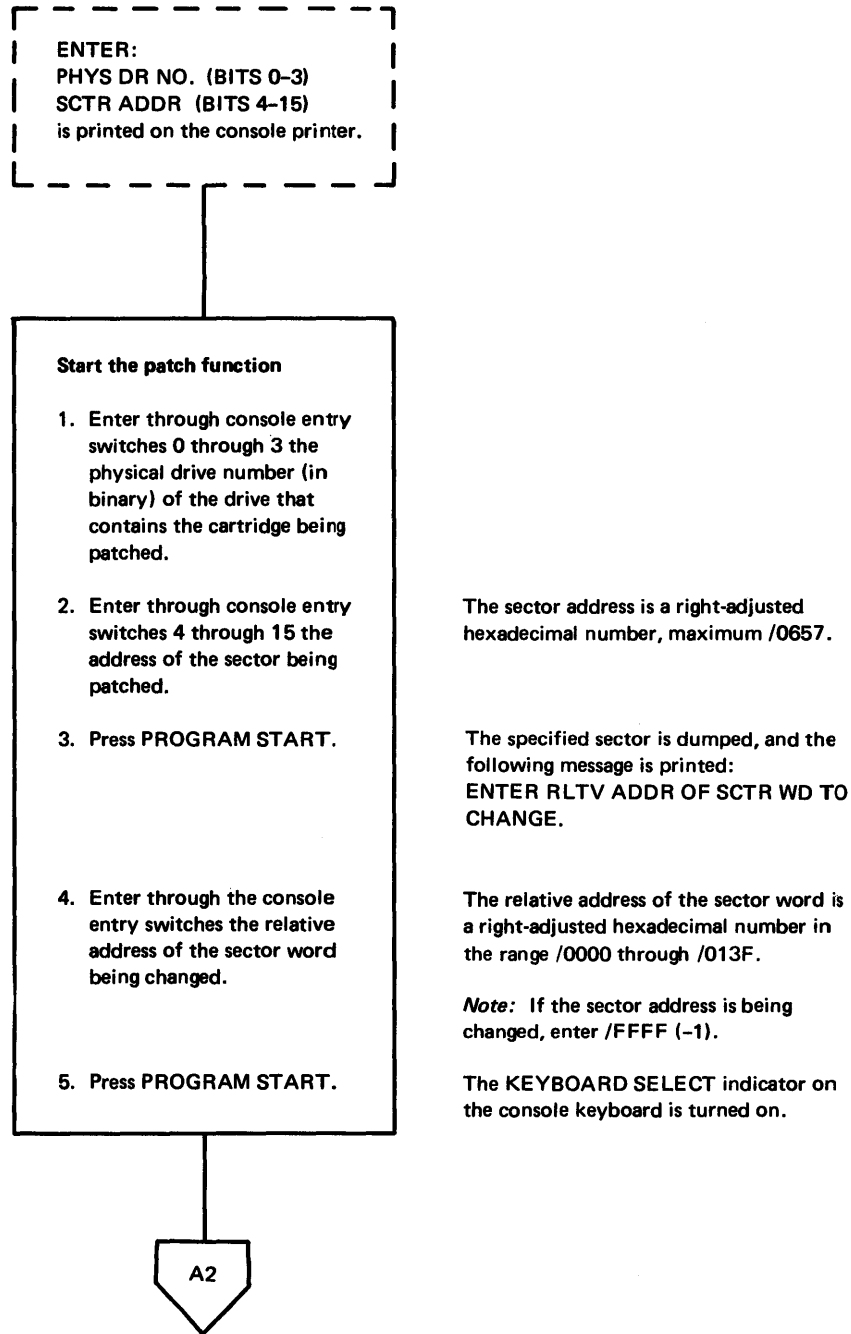 ENTER:
PHYS DR NO. (BITS 0–3)
SCTR ADDR (BITS 4–15)
is printed on the console printer.
Start the patch function
1. Enter through console entry
switches 0 through 3 the
physical drive number (in
binary) of the drive that
contains the cartridge being
patched.
2. Enter through console entry
switches 4 through 15 the
address of the sector being
patched.
The sector address is a right-adjusted
hexadecimal number, maximum /0657.
3. Press PROGRAM START.
The specified sector is dumped, and the
following message is printed:
ENTER RLTV ADDR OF SCTR WD TO
CHANGE.
4. Enter through the console
entry switches the relative
address of the sector word
being changed.
The relative address of the sector word is
a right-adjusted hexadecimal number in
the range /0000 through /013F.
Note: If the sector address is being
changed, enter /FFFF (–1).
5. Press PROGRAM START.
The KEYBOARD SELECT indicator on
the console keyboard is turned on.
A2